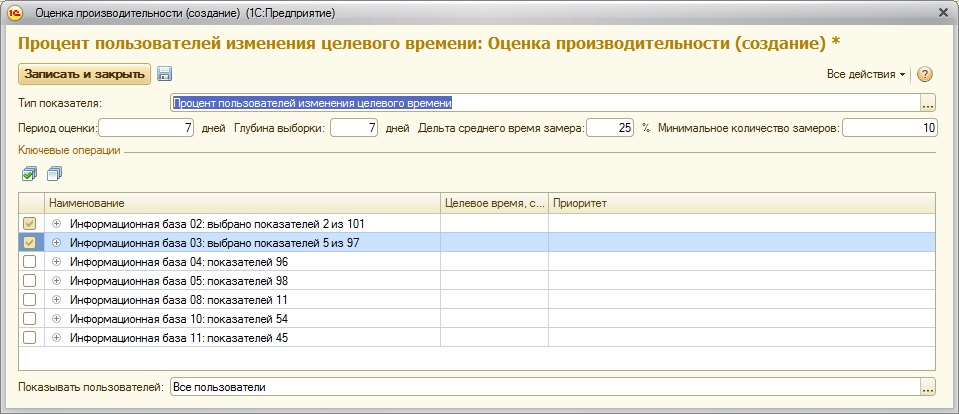 Оценка производительности (создание) (1С:Предприятие)
Процент пользователей изменения целевого времени: Оценка производительности (создание) *
Записать и закрыть
Все действия
Тип показателя: Процент пользователей изменения целевого времени
Период оценки: 7 дней Глубина выборки: 7 дней Дельта среднего время замера: 25 % Минимальное количество замеров: 10
Ключевые операции
Наименование Целевое время, с... Приоритет
Информационная база 02: выбрано показателей 2 из 101
Информационная база 03: выбрано показателей 5 из 97
Информационная база 04: показателей 96
Информационная база 05: показателей 98
Информационная база 08: показателей 11
Информационная база 10: показателей 54
Информационная база 11: показателей 45
Показывать пользователей: Все пользователи